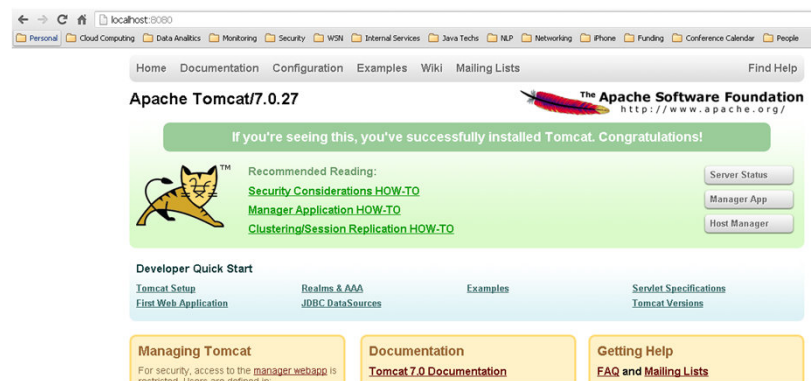 localhost:8080
Personal Cloud Computing Data Analitics Monitoring Security WSN Internal Services Java Techs NLP Networking iPhone Funding Conference Calendar People
Home Documentation Configuration Examples Wiki Mailing Lists Find Help
Apache Tomcat/7.0.27
The Apache Software Foundation
http://www.apache.org/
If you're seeing this, you've successfully installed Tomcat. Congratulations!
TM
Recommended Reading:
Security Considerations HOW-TO
Manager Application HOW-TO
Clustering/Session Replication HOW-TO
Server Status
Manager App
Host Manager
Developer Quick Start
Tomcat Setup Realms & AAA Examples Servlet Specifications
First Web Application JDBC DataSources Tomcat Versions
Managing Tomcat
For security, access to the manager webapp is
restricted. Users are defined in:
Documentation
Tomcat 7.0 Documentation
Getting Help
FAQ and Mailing Lists